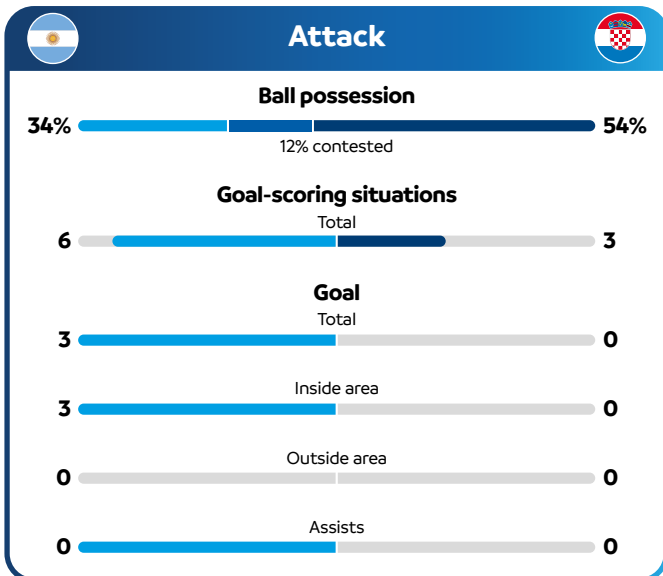 Attack
Ball possession
34% 54%
12% contested
Goal-scoring situations
Total
6 3
Goal
Total
3 0
Inside area
3 0
Outside area
0 0
Assists
0 0